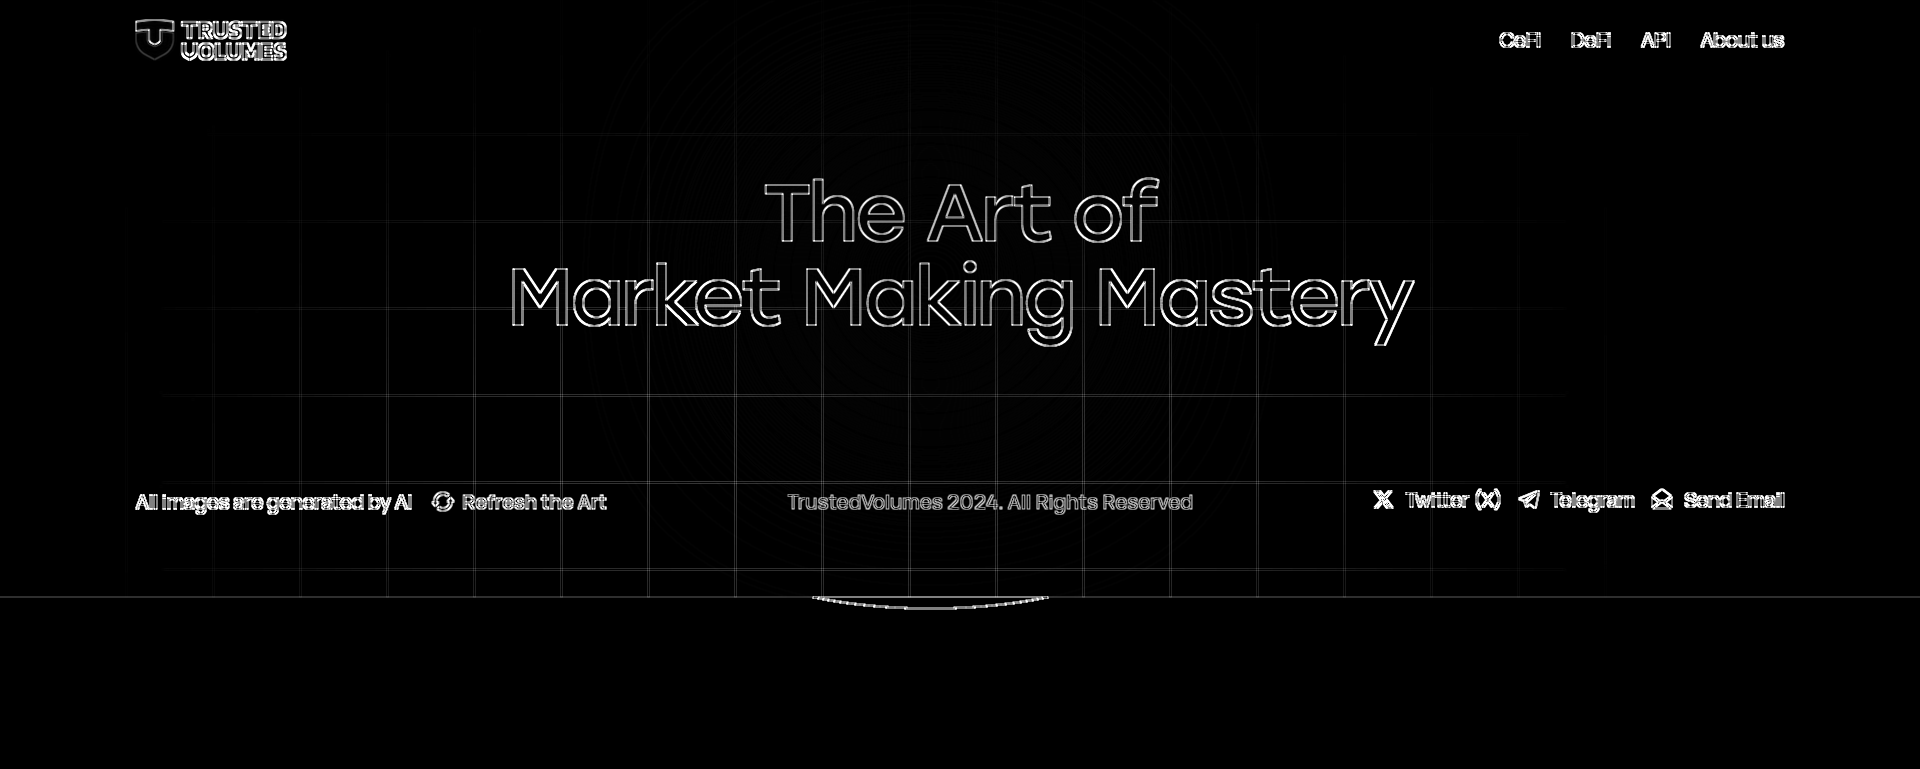 TRUSTED
VOLUMES
CeFi DeFi API About us
The Art of
Market Making Mastery
All images are generated by AI Refresh the Art TrustedVolumes 2024. All Rights Reserved Twitter (x) Telegram Send Email